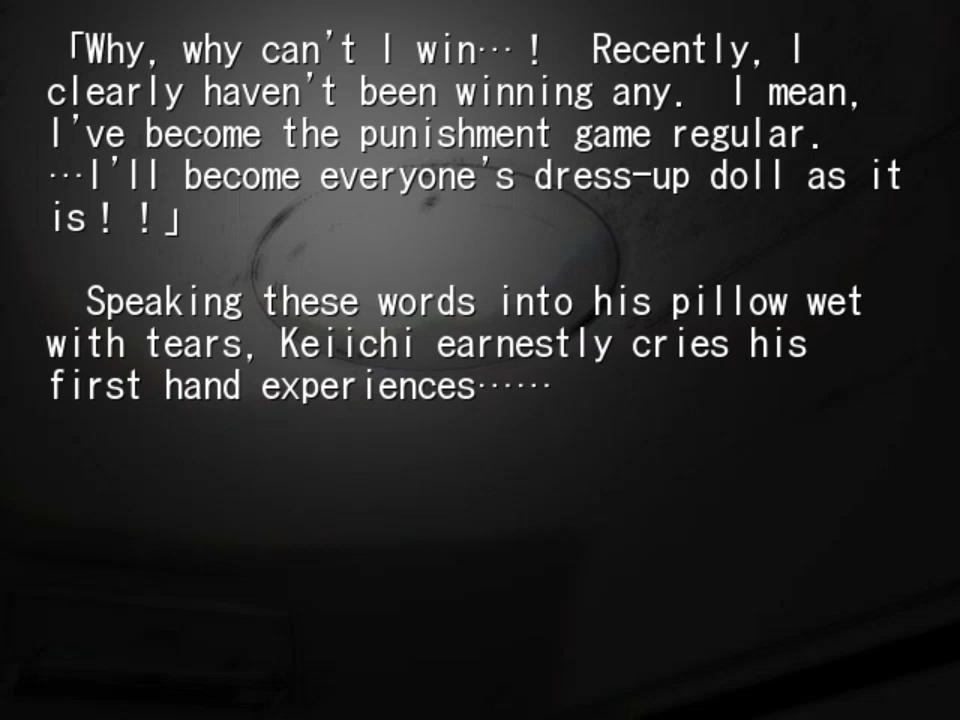 「Why, why can't I win…！　Recently, I
clearly haven't been winning any.　I mean,
I've become the punishment game regular.
…I'll become everyone's dress-up doll as it
is！！」
Speaking these words into his pillow wet
with tears, Keiichi earnestly cries his
first hand experiences……